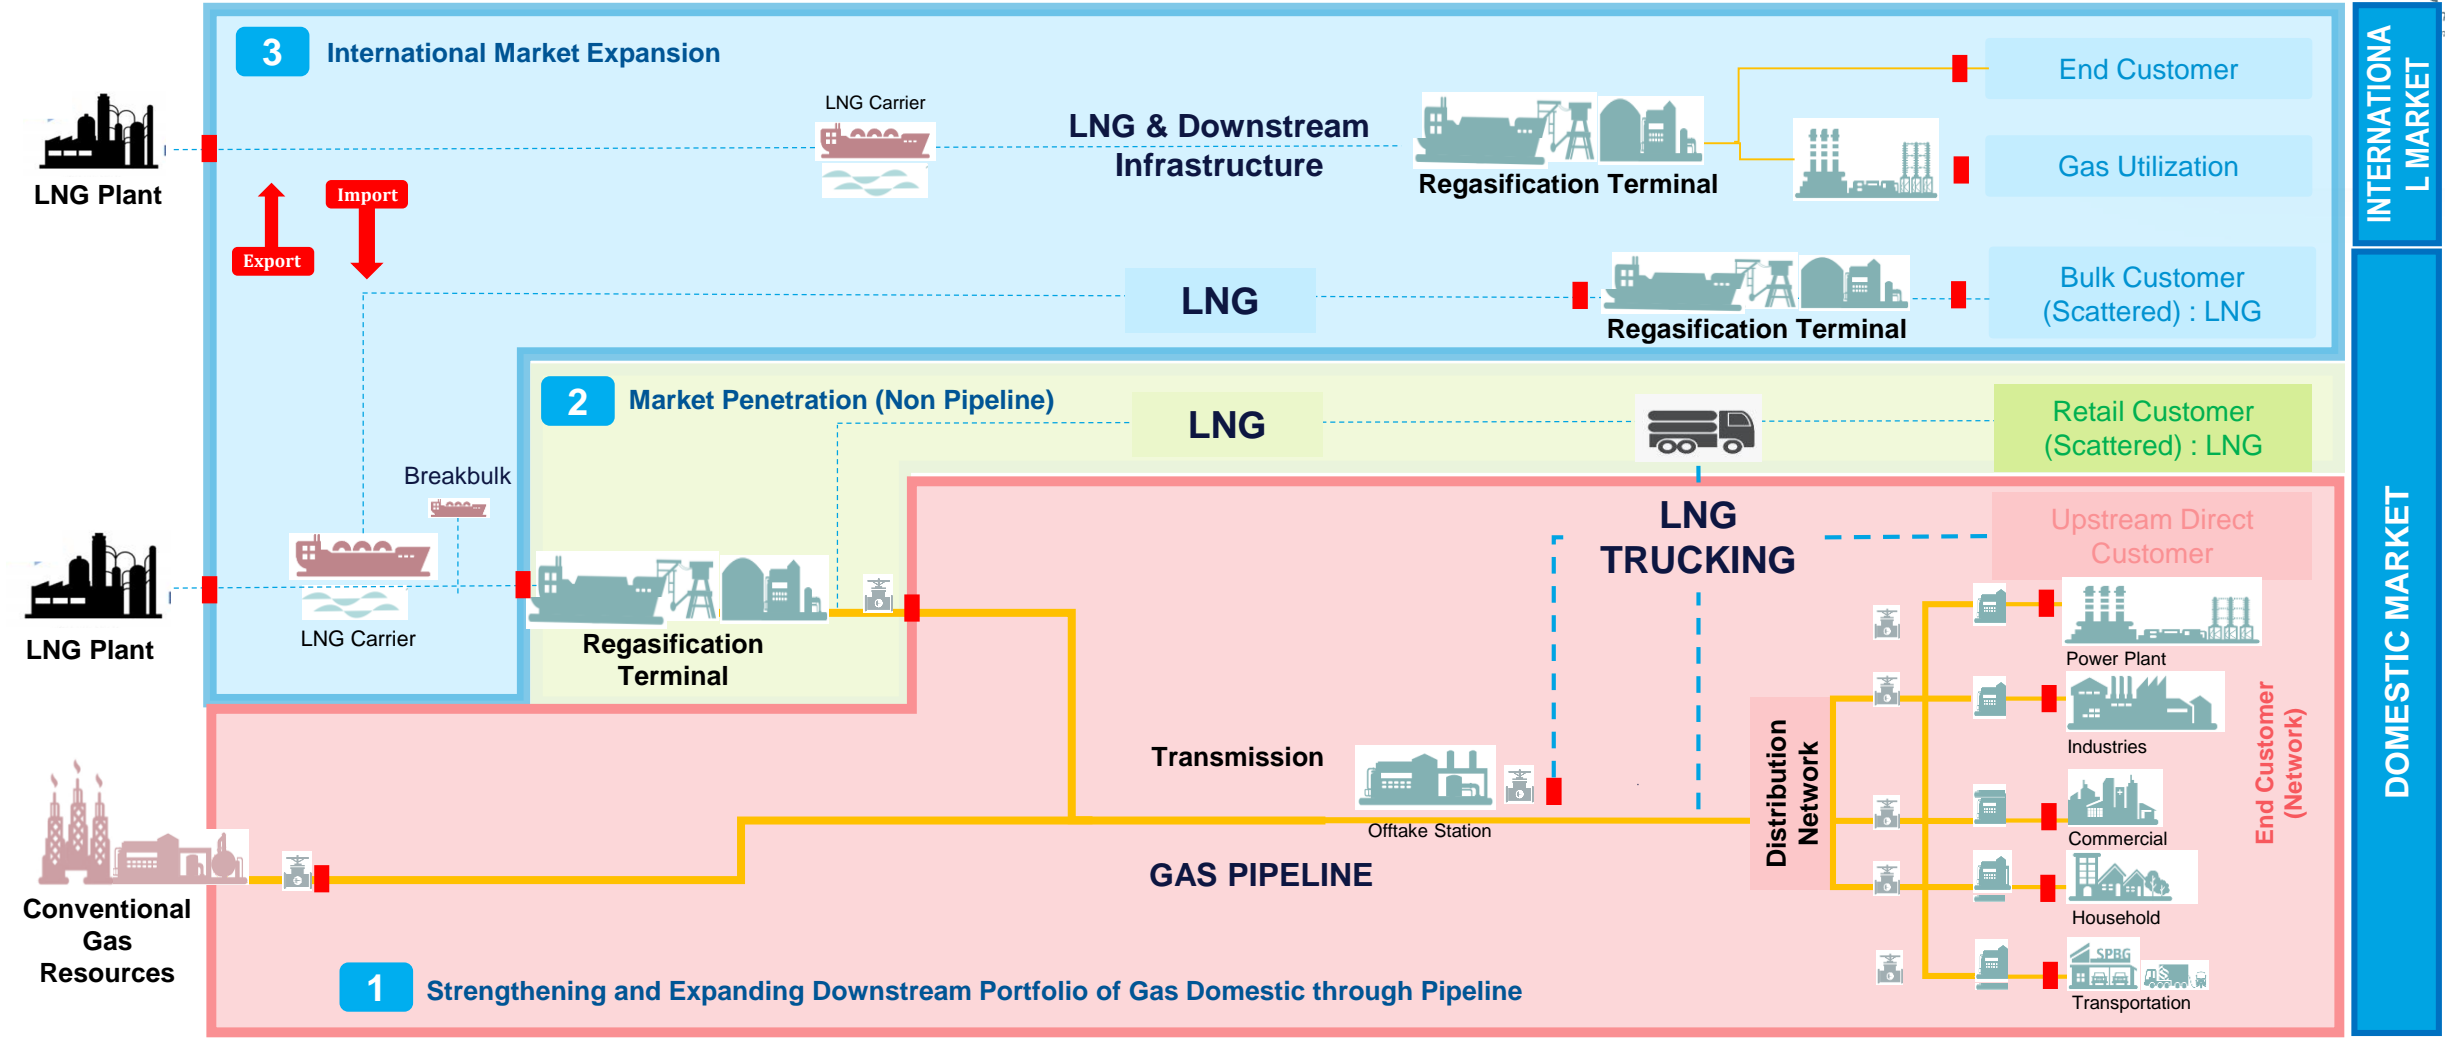 3
International Market Expansion
LNG Carrier
LNG & Downstream
Infrastructure
Regasification Terminal
End Customer
Gas Utilization
INTERNATIONA
L MARKET
LNG Plant
Import
Export
LNG
Regasification Terminal
Bulk Customer
(Scattered) : LNG
2
Market Penetration (Non Pipeline)
LNG
Retail Customer
(Scattered) : LNG
Breakbulk
LNG Plant
LNG Carrier
Regasification
Terminal
LNG
TRUCKING
Upstream Direct
Customer
DOMESTIC MARKET
Transmission
Offtake Station
Distribution
Network
Power Plant
Industries
Commercial
Household
SPBG
Transportation
End Customer
(Network)
Conventional
Gas
Resources
GAS PIPELINE
1
Strengthening and Expanding Downstream Portfolio of Gas Domestic through Pipeline